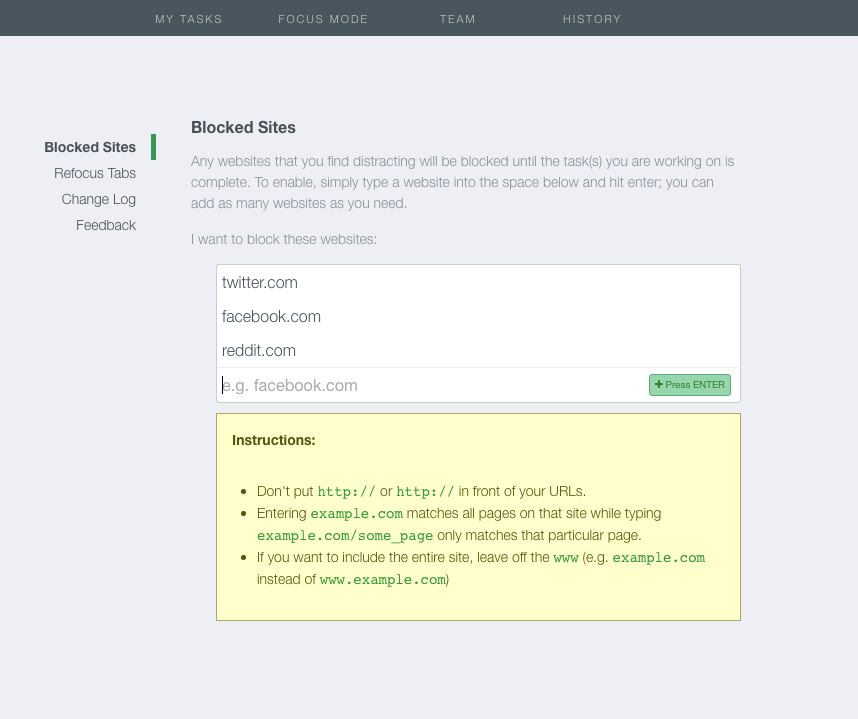 MY TASKS FOCUS MODE TEAM HISTORY
Blocked Sites
Refocus Tabs
Change Log
Feedback
Blocked Sites
Any websites that you find distracting will be blocked until the task(s) you are working on is
complete. To enable, simply type a website into the space below and hit enter; you can
add as many websites as you need.
I want to block these websites:
twitter.com
facebook.com
reddit.com
e.g. facebook.com
+ Press ENTER
Instructions:
• Don't put http:// or http:// in front of your URLs.
• Entering example.com matches all pages on that site while typing
example.com/some_page only matches that particular page.
• If you want to include the entire site, leave off the www (e.g. example.com
instead of www.example.com)